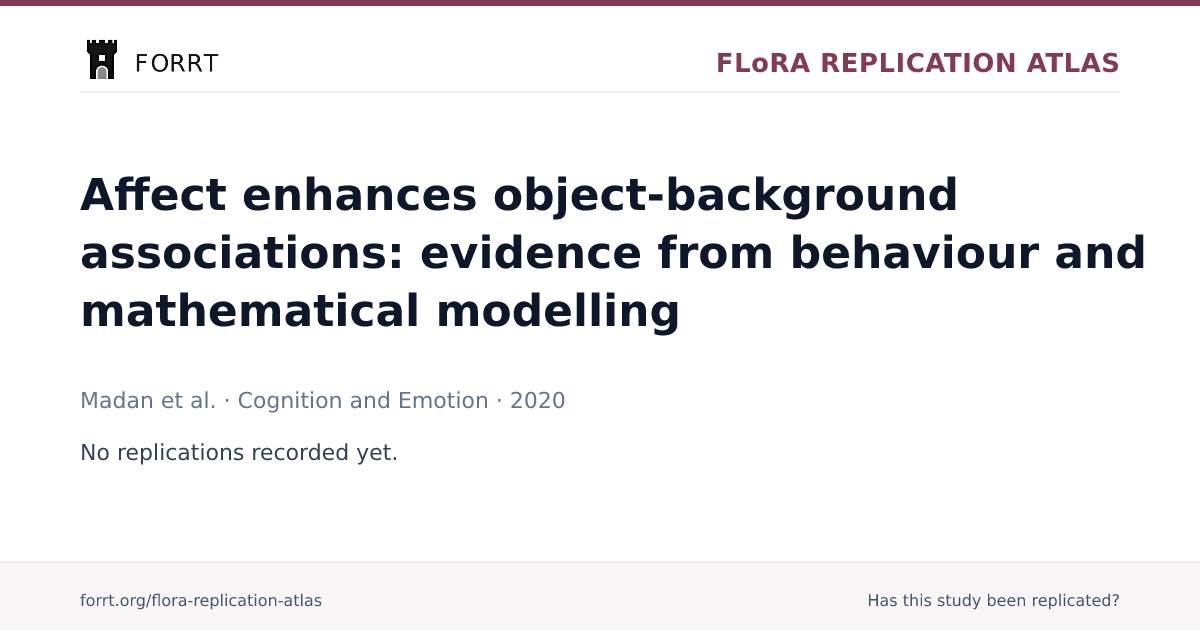 FORRT
FLoRA REPLICATION ATLAS
Affect enhances object-background
associations: evidence from behaviour and
mathematical modelling
Madan et al. · Cognition and Emotion · 2020
No replications recorded yet.
forrt.org/flora-replication-atlas
Has this study been replicated?